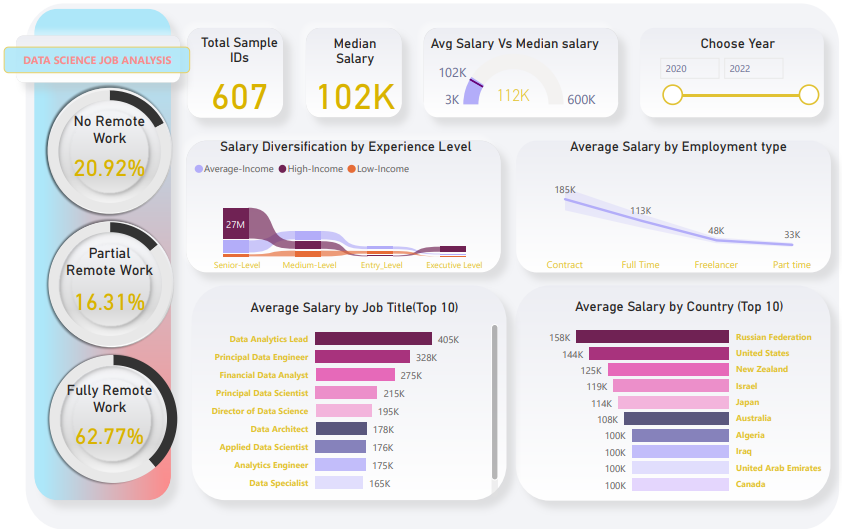 DATA SCIENCE JOB ANALYSIS
No Remote
Work
20.92%
Partial
Remote Work
16.31%
Fully Remote
Work
62.77%
Total Sample
IDs
607
Median
Salary
102K
Avg Salary Vs Median salary
102K
3K
112K
600K
Choose Year
2020
2022
Salary Diversification by Experience Level
Average-Income High-Income Low-Income
27M
Senior-Level Medium-Level Entry_Level Executive Level
Average Salary by Employment type
185K
113K
48K
33K
Contract Full Time Freelancer Part time
Average Salary by Job Title(Top 10)
Data Analytics Lead 405K
Principal Data Engineer 328K
Financial Data Analyst 275K
Principal Data Scientist 215K
Director of Data Science 195K
Data Architect 178K
Applied Data Scientist 176K
Analytics Engineer 175K
Data Specialist 165K
Average Salary by Country (Top 10)
158K Russian Federation
144K United States
125K New Zealand
119K Israel
114K Japan
108K Australia
100K Algeria
100K Iraq
100K United Arab Emirates
100K Canada